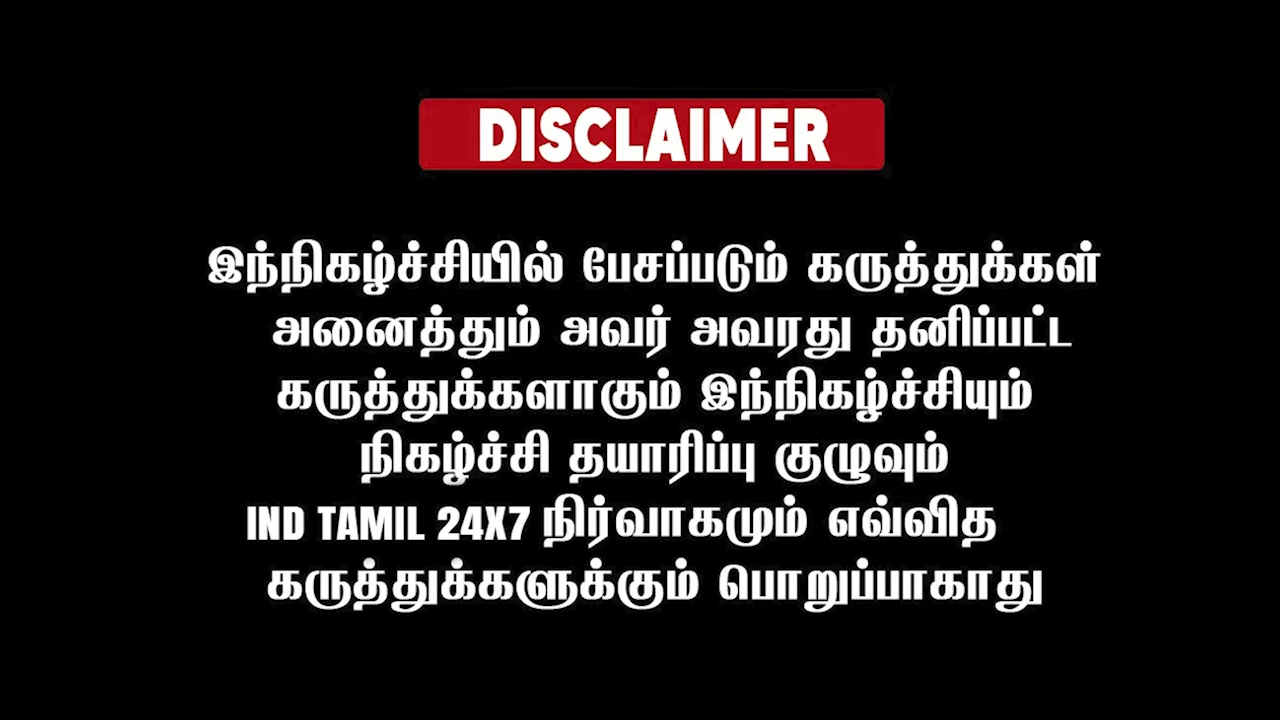 DISCLAIMER
இந்நிகழ்ச்சியில் பேசப்படும் கருத்துக்கள்
அனைத்தும் அவர் அவரது தனிப்பட்ட
கருத்துக்களாகும் இந்நிகழ்ச்சியும்
நிகழ்ச்சி தயாரிப்பு குழுவும்
IND TAMIL 24X7 நிர்வாகமும் எவ்வித
கருத்துக்களுக்கும் பொறுப்பாகாது